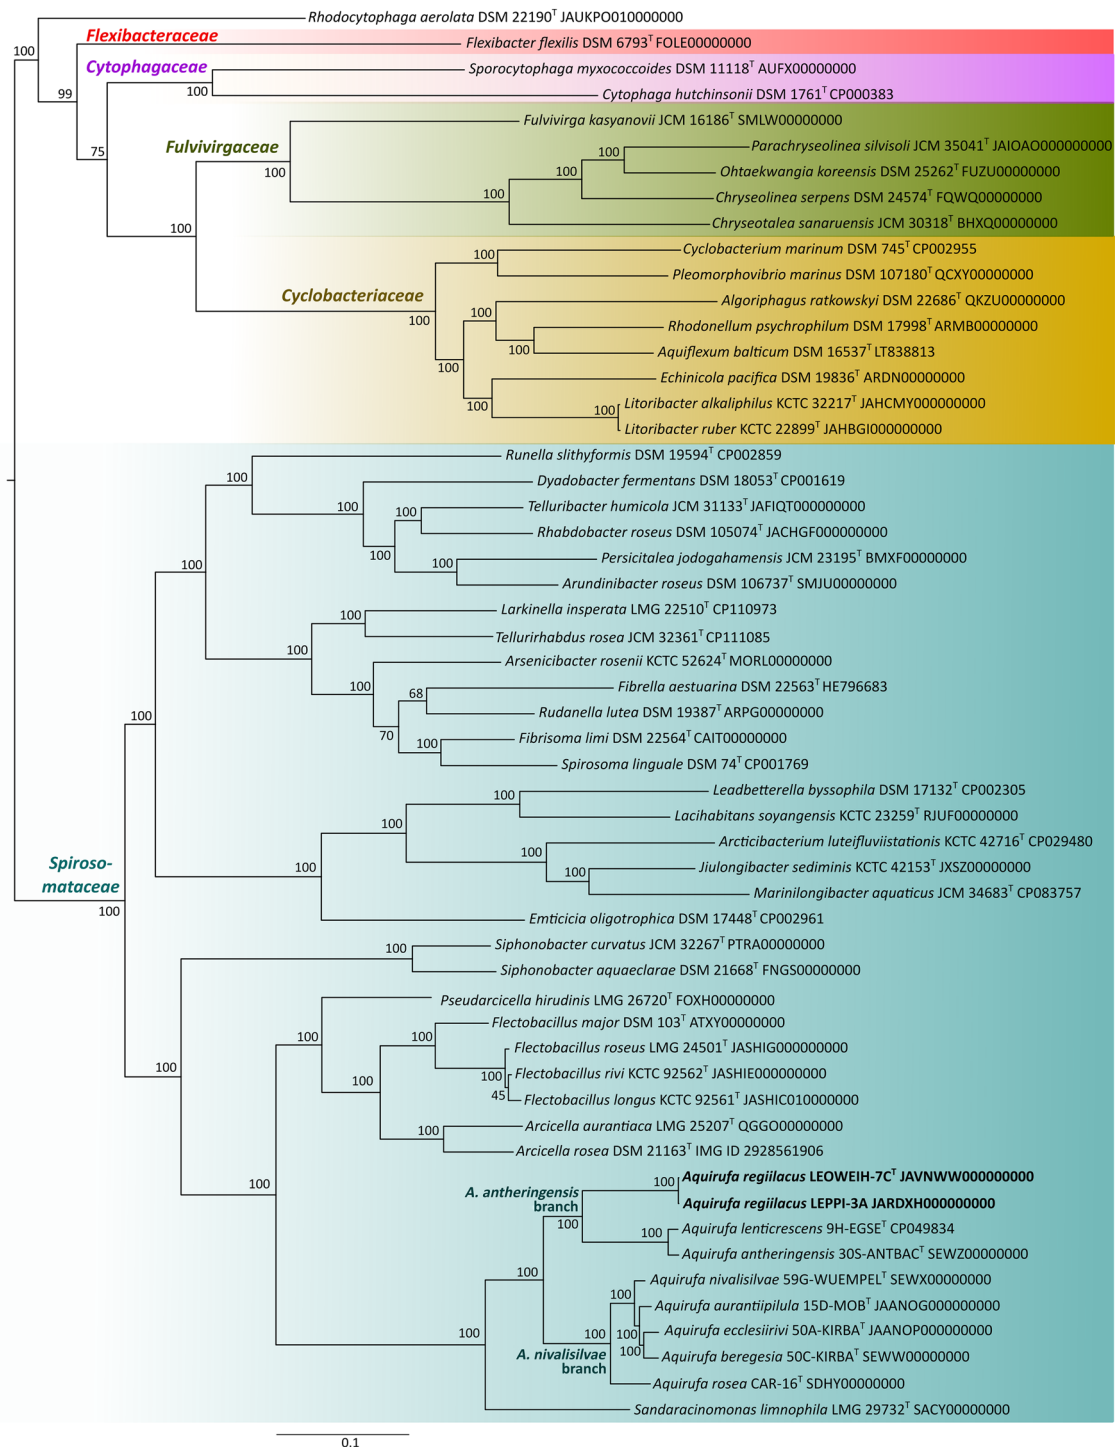 Rhodocytophaga aerolata DSM 22190T JAUKPO010000000
100
Flexibacteraceae
Flexibacter flexilis DSM 6793T FOLE00000000
Cytophagaceae
Sporocytophaga myxococcoides DSM 11118T AUFX00000000
99
100
Cytophaga hutchinsonii DSM 1761T CP000383
Fulvivirga kasyanovii JCM 16186T SMLW00000000
Fulvivirgaceae
75
100
Parachryseolinea silvisoli JCM 35041T JAIOAO000000000
100
100
Ohtaekwangia koreensis DSM 25262T FUZU00000000
100
Chryseolinea serpens DSM 24574T FQWQ00000000
Chryseotalea sanaruensis JCM 30318T BHXQ00000000
100
Cyclobacterium marinum DSM 745T CP002955
100
Pleomorphovibrio marinus DSM 107180T QCXY00000000
Cyclobacteriaceae
100
Algoriphagus ratkowskyi DSM 22686T QKZU00000000
100
Rhodonellum psychrophilum DSM 17998T ARMB00000000
100
Aquiflexum balticum DSM 16537T LT838813
100
Echinicola pacifica DSM 19836T ARDN00000000
100
Litoribacter alkaliphilus KCTC 32217T JAHCMY000000000
100
Litoribacter ruber KCTC 22899T JAHBGI000000000
Runella slithyformis DSM 19594T CP002859
100
Dyadobacter fermentans DSM 18053T CP001619
100
Telluribacter humicola JCM 31133T JAFIQT000000000
100
Rhabdobacter roseus DSM 105074T JACHGF000000000
100
Persicitalea jodogahamensis JCM 23195T BMXF00000000
100
100
Arundinibacter roseus DSM 106737T SMJU00000000
Larkinella insperata LMG 22510T CP110973
100
Tellurirhabdus rosea JCM 32361T CP111085
100
Arsenicibacter rosenii KCTC 52624T MORL00000000
100
Fibrella aestuarina DSM 22563T HE796683
68
Rudanella lutea DSM 19387T ARPG00000000
100
70
Fibrisoma limi DSM 22564T CAIT00000000
100
Spirosoma linguale DSM 74T CP001769
Leadbetterella byssophila DSM 17132T CP002305
100
Lacihabitans soyangensis KCTC 23259T RJUF00000000
100
Arcticibacterium luteifluviistationis KCTC 42716T CP029480
100
Spiroso-
mataceae
100
Jiulongibacter sediminis KCTC 42153T JXSZ00000000
100
Marinilongibacter aquaticus JCM 34683T CP083757
100
Emticicia oligotrophica DSM 17448T CP002961
Siphonobacter curvatus JCM 32267T PTRA00000000
100
Siphonobacter aquaeclarae DSM 21668T FNGS00000000
Pseudarcicella hirudinis LMG 26720T FOXH00000000
Flectobacillus major DSM 103T ATXY00000000
100
100
Flectobacillus roseus LMG 24501T JASHIG000000000
100
100
Flectobacillus rivi KCTC 92562T JASHIE000000000
100
45
Flectobacillus longus KCTC 92561T JASHIC010000000
Arcicella aurantiaca LMG 25207T QGGO00000000
100
Arcicella rosea DSM 21163T IMG ID 2928561906
Aquirufa regiilacus LEOWEIH-7CT JAVNWW000000000
100
A. antheringensis
branch
100
Aquirufa regiilacus LEPPI-3A JARDXH000000000
100
Aquirufa lenticrescens 9H-EGSET CP049834
100
Aquirufa antheringensis 30S-ANTBACT SEWZ00000000
100
Aquirufa nivalisilvae 59G-WUEMPELT SEWX00000000
100
Aquirufa aurantiipilula 15D-MOBT JAANOG000000000
100
100
100
Aquirufa ecclesiirivi 50A-KIRBAT JAANOP000000000
A. nivalisilvae
branch
100
Aquirufa beregesia 50C-KIRBAT SEWW00000000
Aquirufa rosea CAR-16T SDHY00000000
Sandaracinomonas limnophila LMG 29732T SACY00000000
0.1